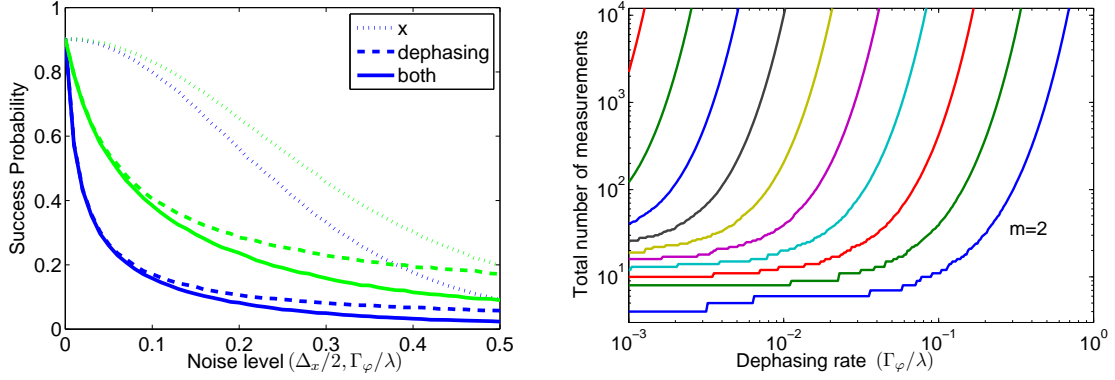 1
0.8
0.6
0.4
0.2
0
Success Probability
x
dephasing
both
0 0.1 0.2 0.3 0.4 0.5
Noise level (Δ_x/2, Γ_φ/λ)
10^4
10^3
10^2
10^1
Total number of measurements
m=2
10^−3 10^−2 10^−1 10^0
Dephasing rate (Γ_φ/λ)